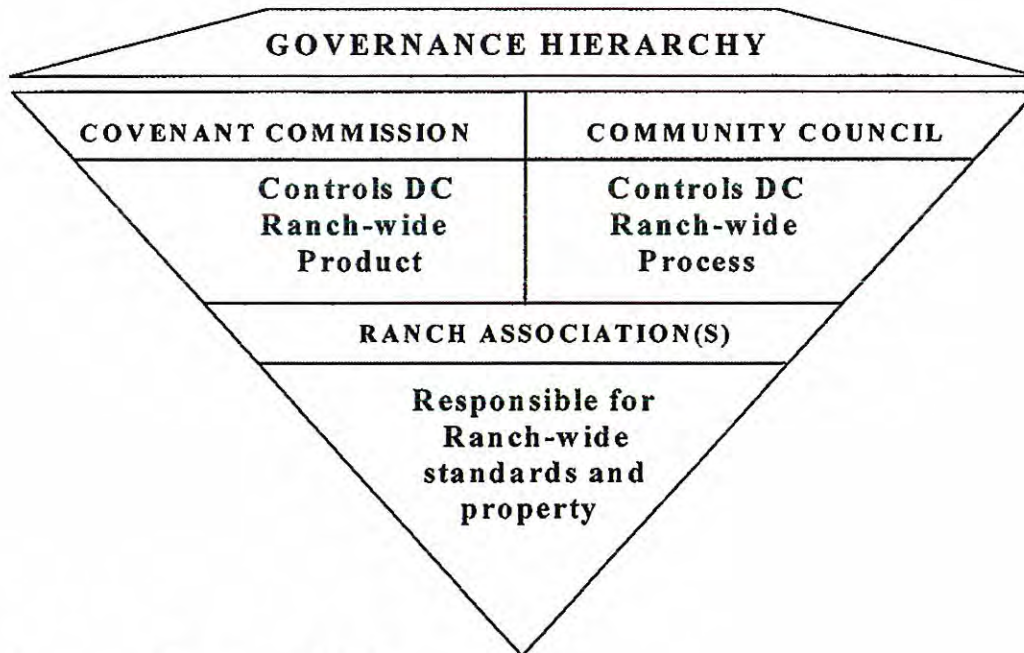 GOVERNANCE HIERARCHY
COVENANT COMMISSION
Controls DC
Ranch-wide
Product
COMMUNITY COUNCIL
Controls DC
Ranch-wide
Process
RANCH ASSOCIATION(S)
Responsible for
Ranch-wide
standards and
property